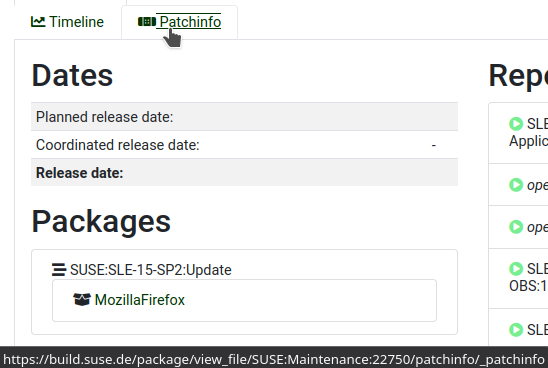 Timeline
Patchinfo
Dates
Planned release date:
Coordinated release date: -
Release date:
Packages
SUSE:SLE-15-SP2:Update
MozillaFirefox
Repo
SLE
Applic
ope
ope
SLE
OBS:1
SLE
https://build.suse.de/package/view_file/SUSE:Maintenance:22750/patchinfo/_patchinfo